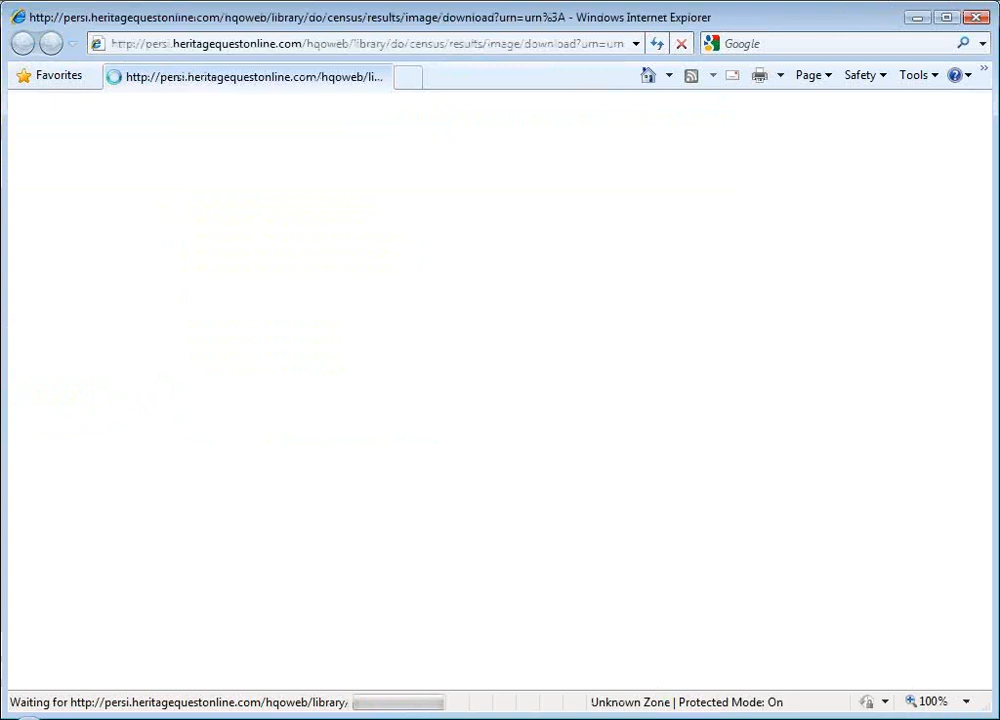 http://persi.heritagequestonline.com/hqoweb/library/do/census/results/image/download?urn=urn%3A - Windows Internet Explorer
http://persi.heritagequestonline.com/hqoweb/library/do/census/results/image/download?urn=urn
Google
Favorites
http://persi.heritagequestonline.com/hqoweb/li...
Page
Safety
Tools
Waiting for http://persi.heritagequestonline.com/hqoweb/library/
Unknown Zone | Protected Mode: On
100%